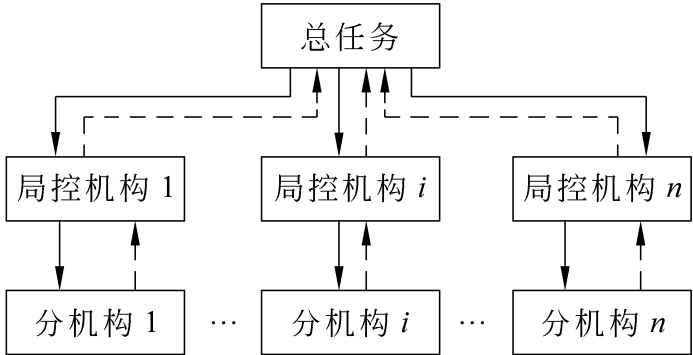 总任务
局控机构 1 局控机构 i 局控机构 n
分机构 1 … 分机构 i … 分机构 n